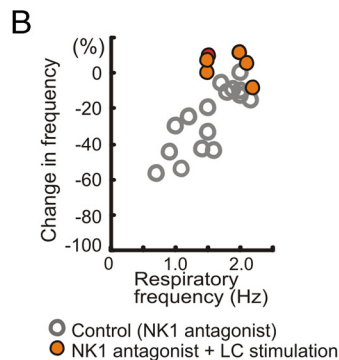 B
(%)
0
-20
-40
-60
-80
-100
Change in frequency
0 1.0 2.0
Respiratory
frequency (Hz)
Control (NK1 antagonist)
NK1 antagonist + LC stimulation